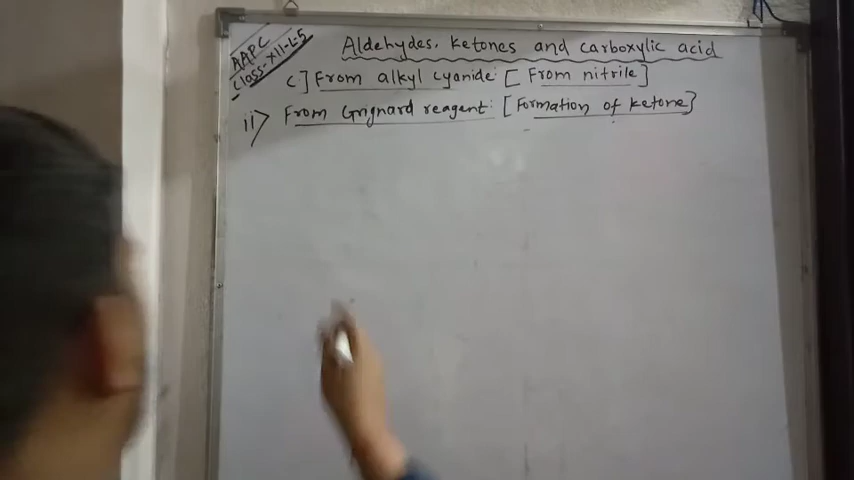 AAPC
Class-XII-L:5
Aldehydes, ketones and carboxylic acid
C] From alkyl cyanide: [From nitrile]
ii> From Grignard reagent: [Formation of ketone]